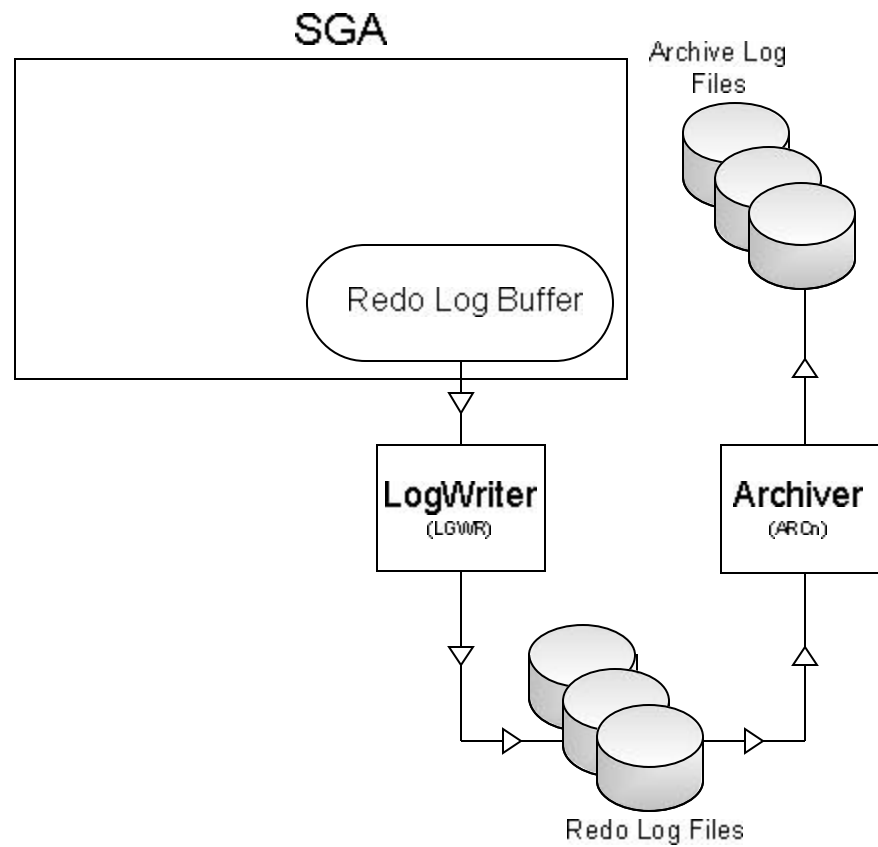 SGA
Archive Log
Files
Redo Log Buffer
LogWriter
(LGWR)
Archiver
(ARCn)
Redo Log Files